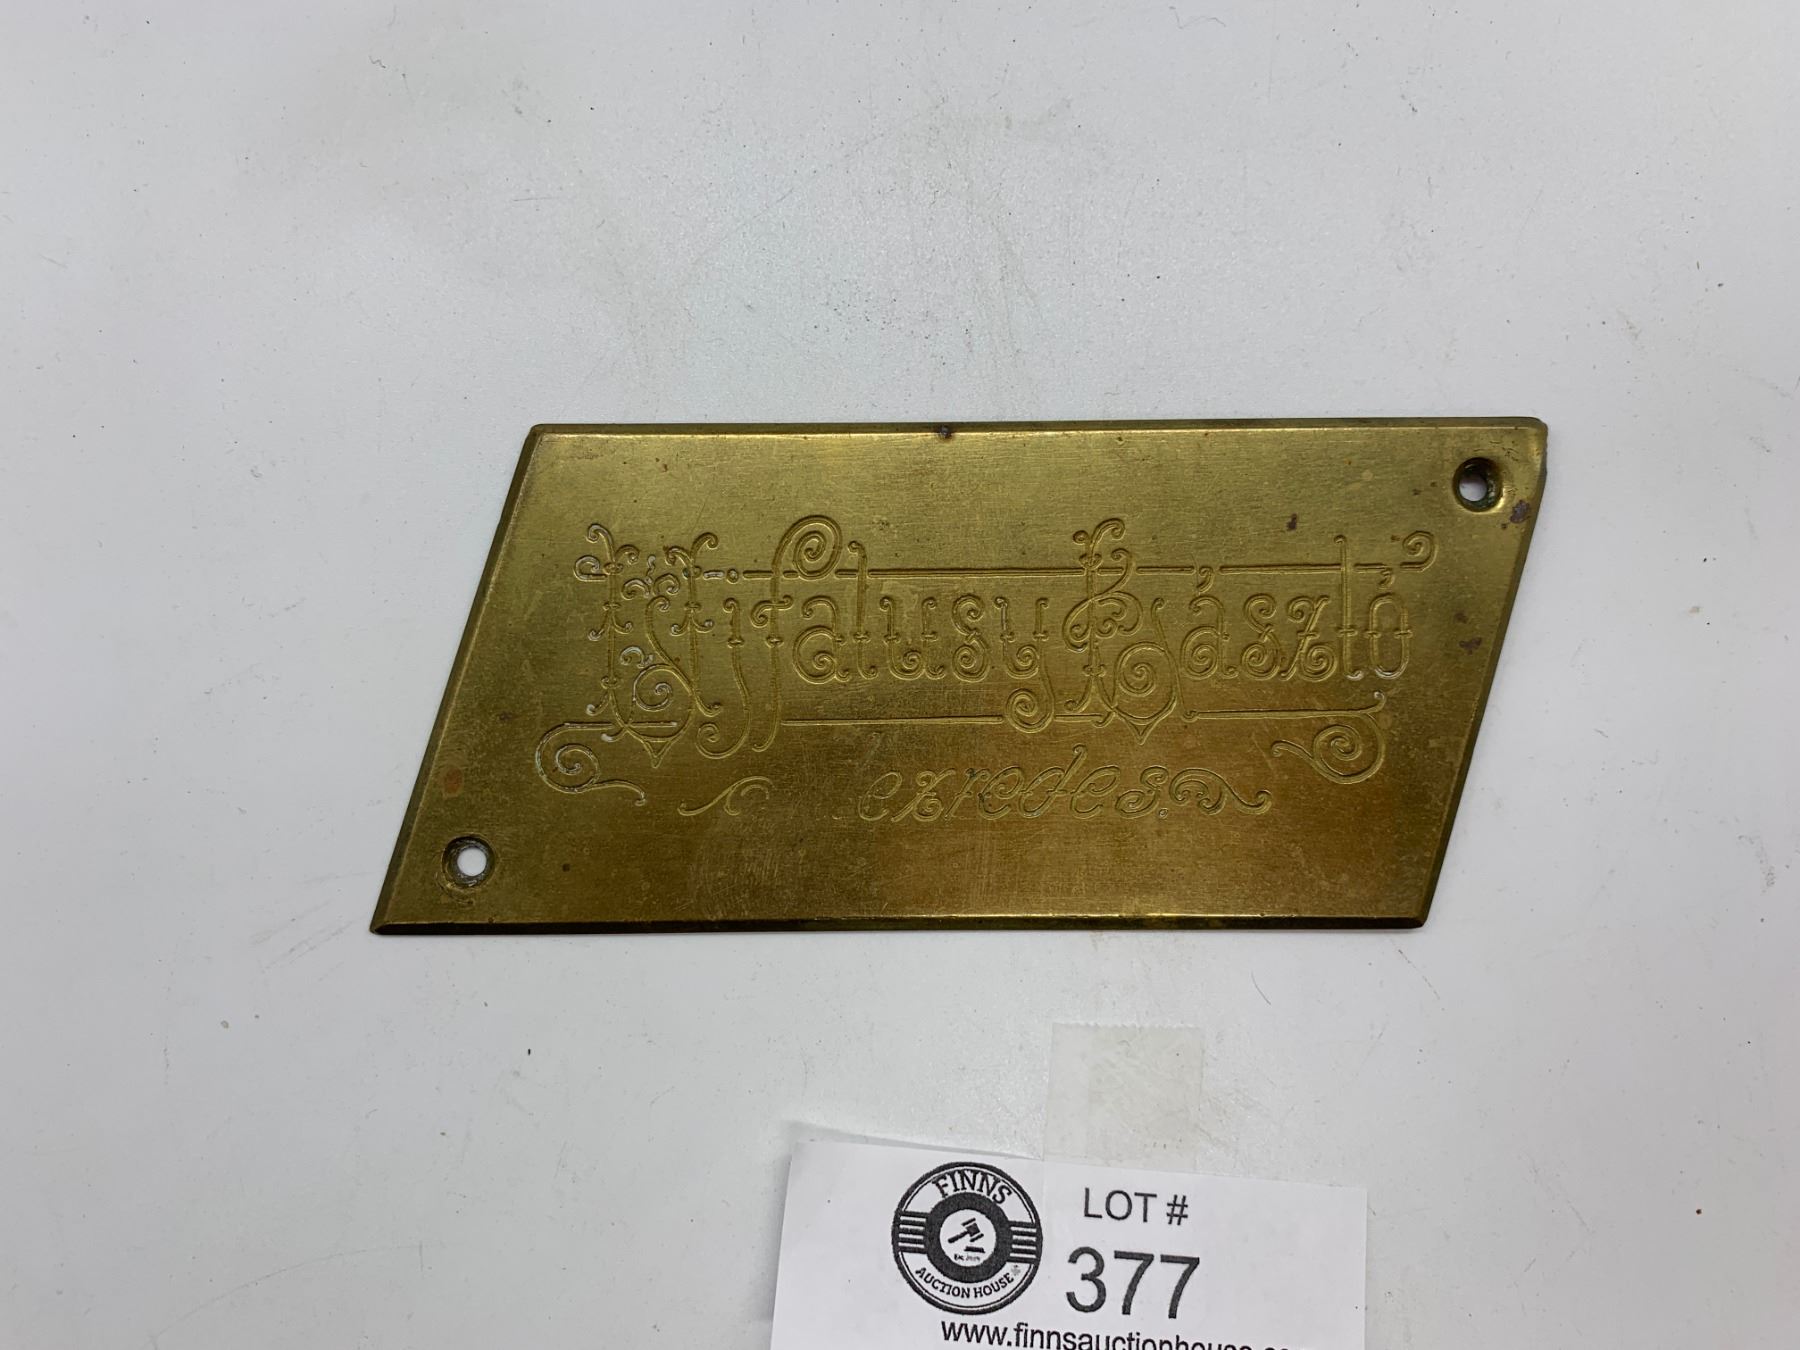 Ujfalusy László
ezredes.
FINNS
AUCTION HOUSE
LOT #
377
www.finnsauctionhouse.co